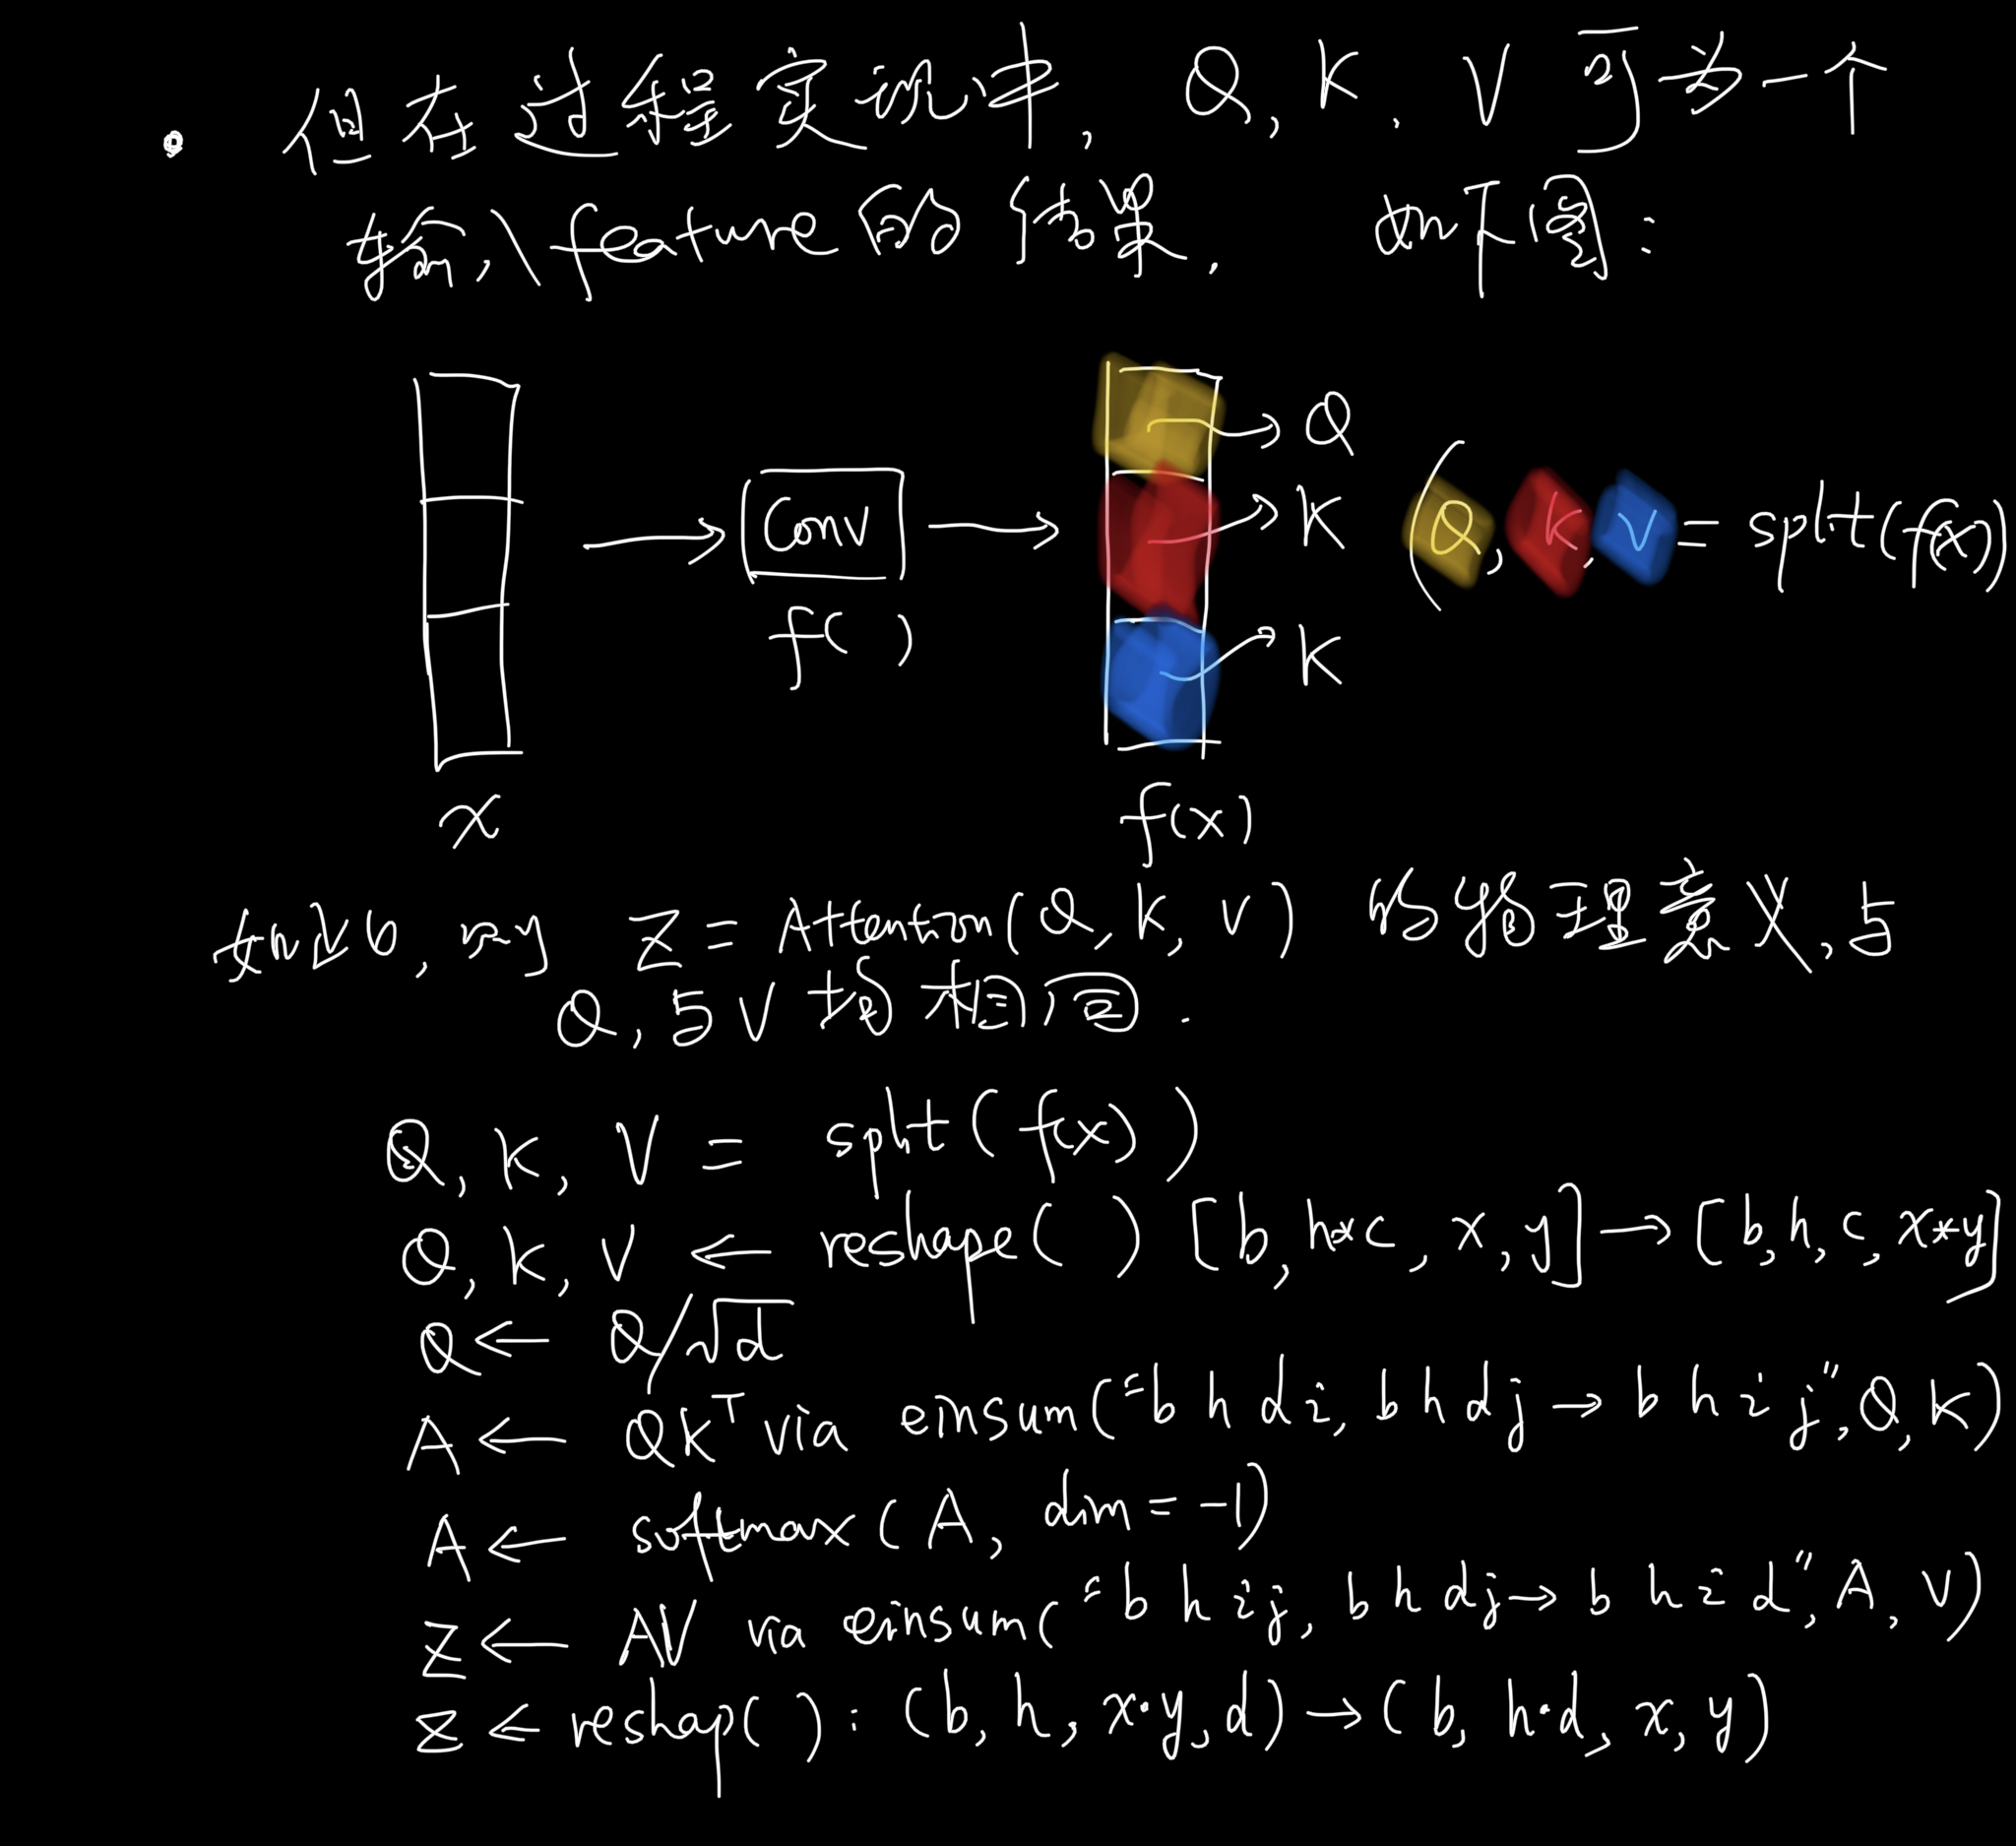 但在过程实现中, Q, K, V 可为一个
输入feature的结果. 如下图:
Q
K
K
Conv
f( )
(Q, K, V = split(f(x))
x
f(x)
如此, 则 Z = Attention(Q, K, V) 的物理意义, 与
Q, 与 V 均相同.
Q, K, V = split(f(x))
Q, K, V ← reshape( ) [b, h*c, x, y] → [b, h, c, x*y]
Q ← Q/√d
A ← QK^T via einsum("b h d i, b h d j → b h i j", Q, K)
A ← softmax(A, dim = -1)
Z ← AV via einsum("b h i j, b h d j → b h i d", A, V)
Z ← reshap( ): (b, h, x·y, d) → (b, h·d, x, y)